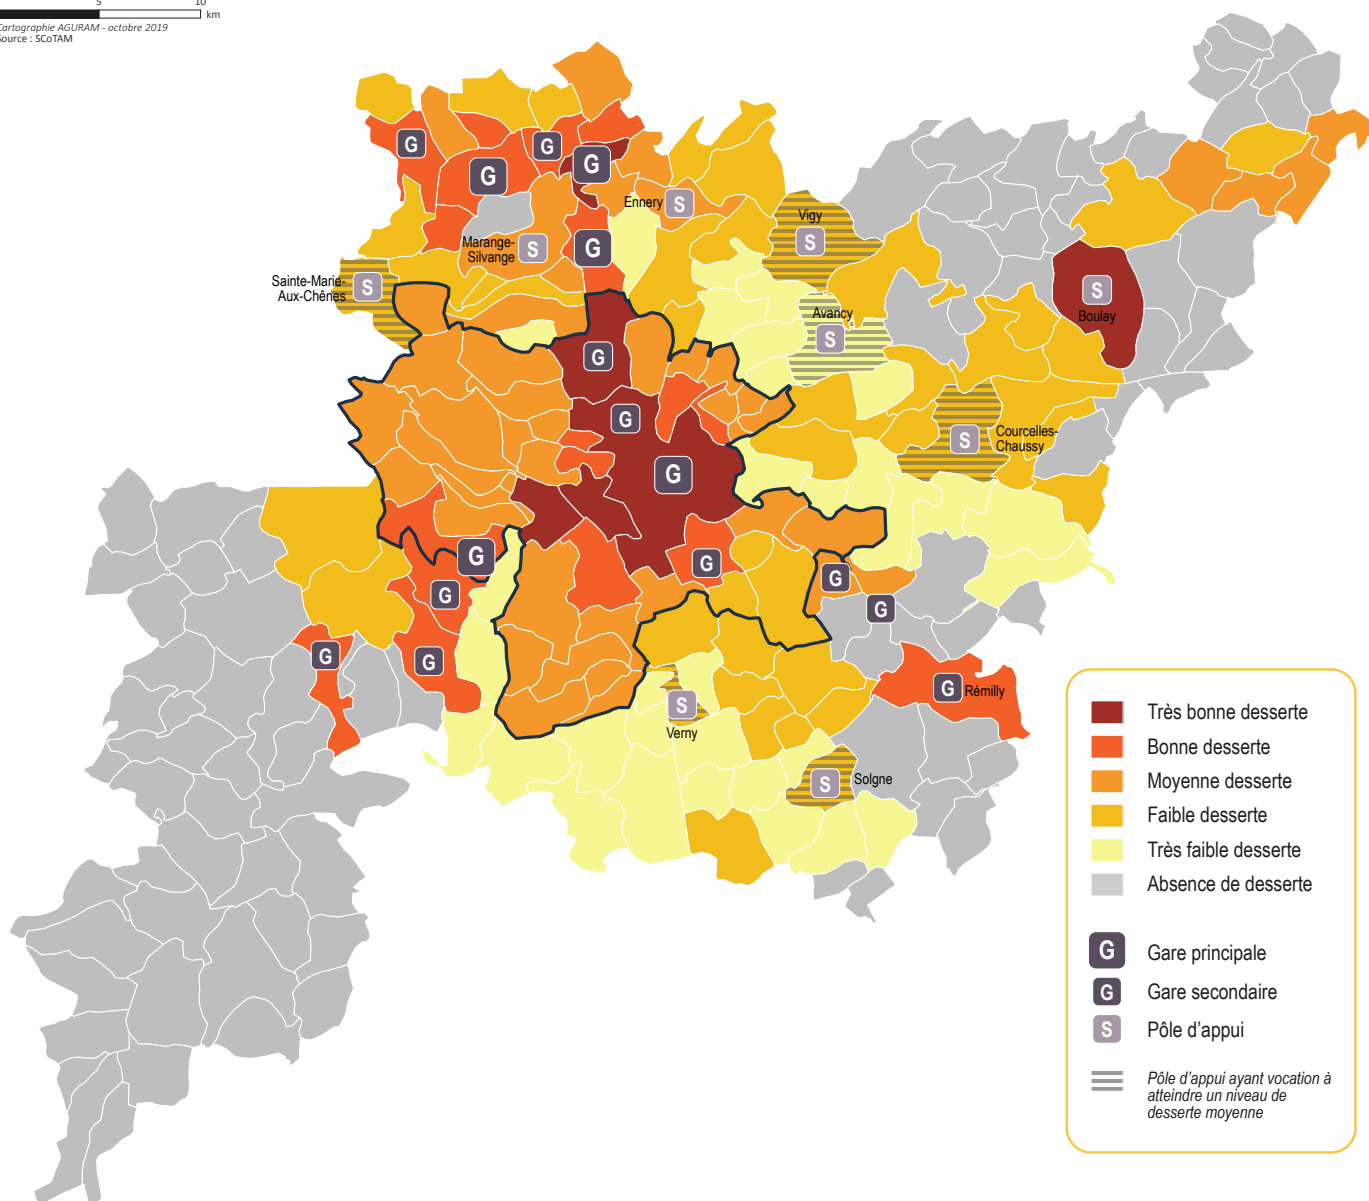 5
10
km
Cartographie AGURAM - octobre 2019
Source : SCoTAM
G
G
G
G
Ennery
S
Vigy
S
Marange-
Silvange
S
G
Sainte-Marie-
Aux-Chênes
S
S
Boulay
Avancy
S
G
G
S
Courcelles-
Chaussy
G
G
G
G
G
G
G
G
G
Rémilly
S
Verny
S
Solgne
Très bonne desserte
Bonne desserte
Moyenne desserte
Faible desserte
Très faible desserte
Absence de desserte
G
Gare principale
G
Gare secondaire
S
Pôle d'appui
Pôle d'appui ayant vocation à
atteindre un niveau de
desserte moyenne